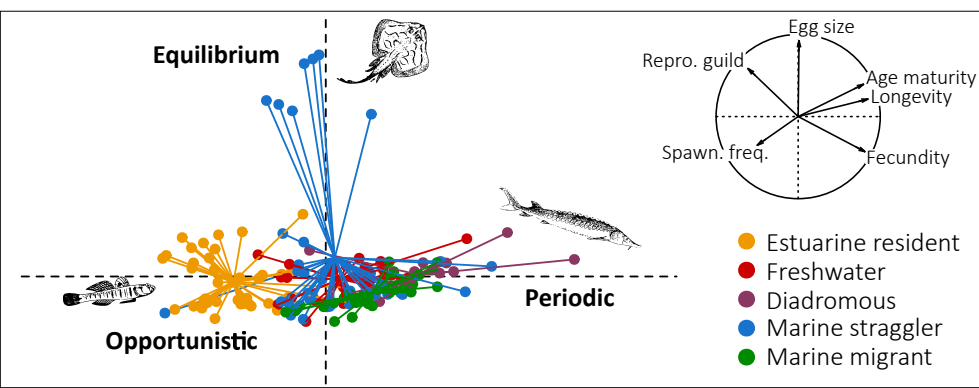 Equilibrium
Periodic
Opportunistic
Egg size
Repro. guild
Age maturity
Longevity
Spawn. freq.
Fecundity
Estuarine resident
Freshwater
Diadromous
Marine straggler
Marine migrant